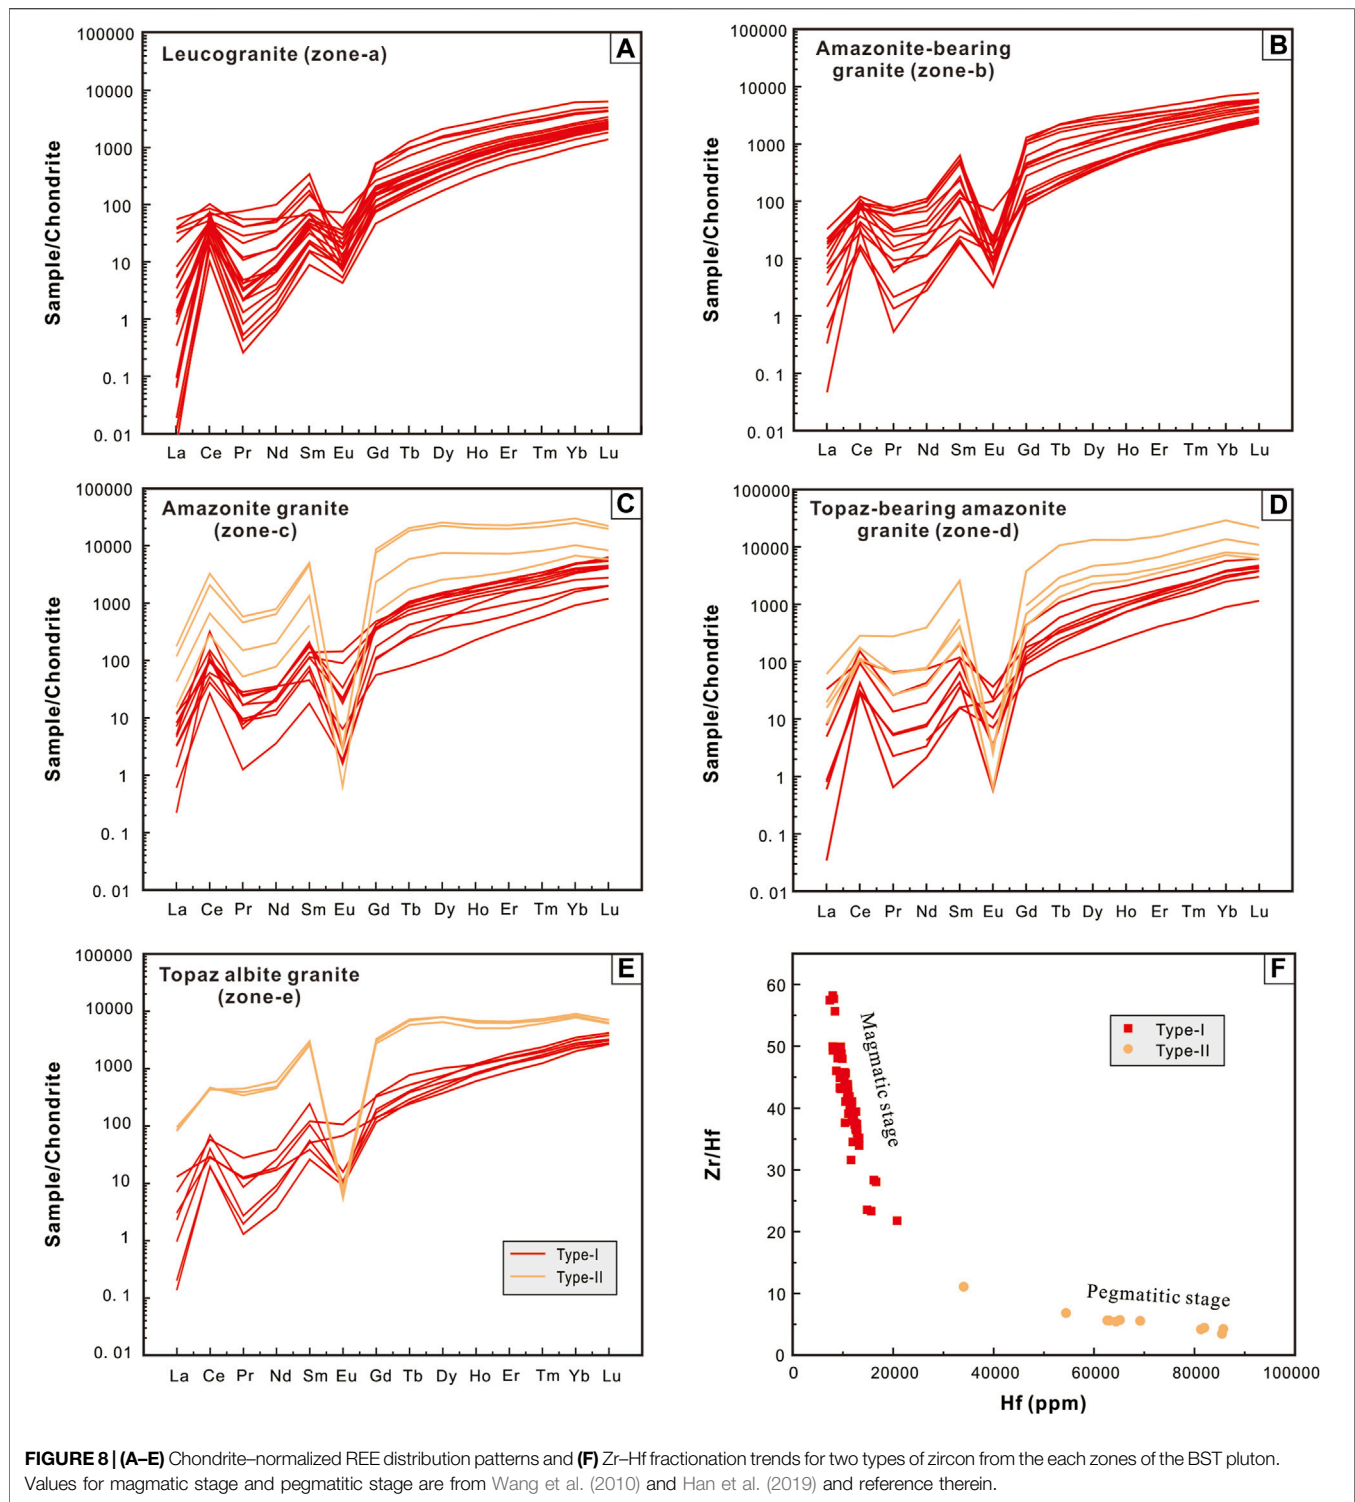 Leucogranite (zone-a)
A
Sample/Chondrite
100000
10000
1000
100
10
1
0.1
0.01
La Ce Pr Nd Sm Eu Gd Tb Dy Ho Er Tm Yb Lu
Amazonite-bearing
granite (zone-b)
B
Sample/Chondrite
100000
10000
1000
100
10
1
0.1
0.01
La Ce Pr Nd Sm Eu Gd Tb Dy Ho Er Tm Yb Lu
Amazonite granite
(zone-c)
C
Sample/Chondrite
100000
10000
1000
100
10
1
0.1
0.01
La Ce Pr Nd Sm Eu Gd Tb Dy Ho Er Tm Yb Lu
Topaz-bearing amazonite
granite (zone-d)
D
Sample/Chondrite
100000
10000
1000
100
10
1
0.1
0.01
La Ce Pr Nd Sm Eu Gd Tb Dy Ho Er Tm Yb Lu
Topaz albite granite
(zone-e)
E
Sample/Chondrite
100000
10000
1000
100
10
1
0.1
0.01
Type-I
Type-II
La Ce Pr Nd Sm Eu Gd Tb Dy Ho Er Tm Yb Lu
F
Zr/Hf
60
50
40
30
20
10
0
Magmatic stage
Type-I
Type-II
Pegmatitic stage
0 20000 40000 60000 80000 100000
Hf (ppm)
FIGURE 8 | (A–E) Chondrite–normalized REE distribution patterns and (F) Zr–Hf fractionation trends for two types of zircon from the each zones of the BST pluton.
Values for magmatic stage and pegmatitic stage are from Wang et al. (2010) and Han et al. (2019) and reference therein.